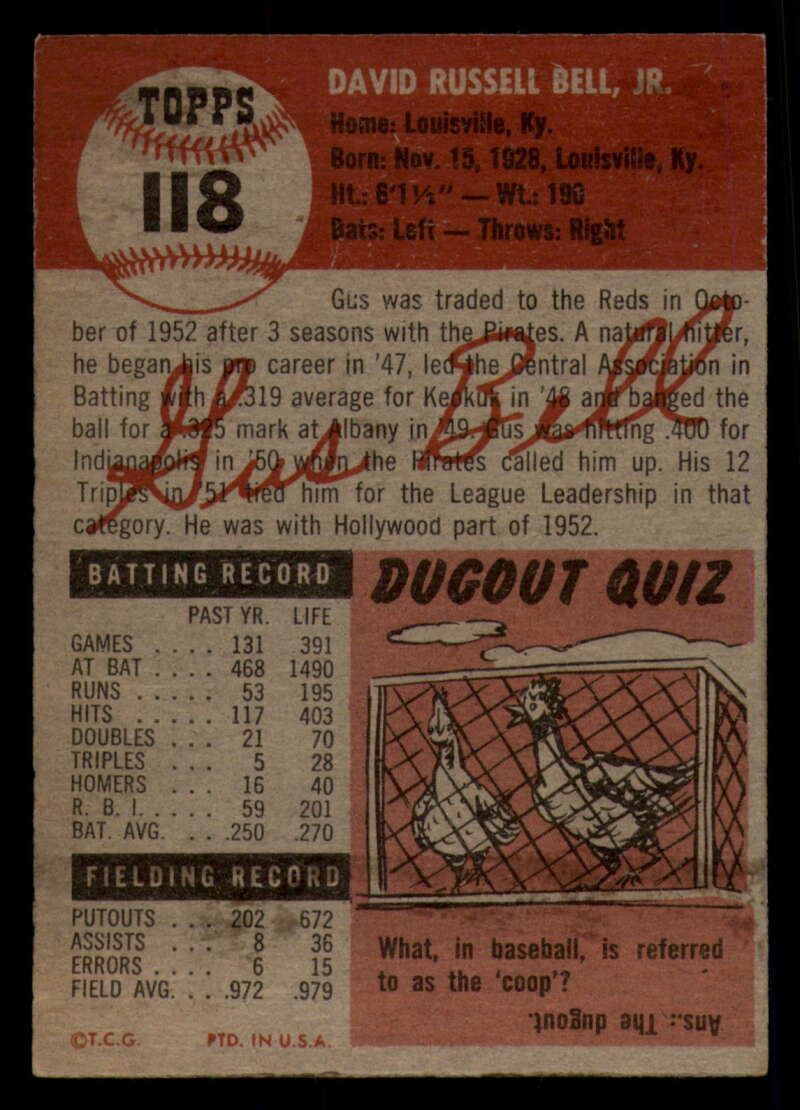 TOPPS
118
DAVID RUSSELL BELL, JR.
Home: Louisville, Ky.
Born: Nov. 15, 1928, Louisville, Ky.
Ht.: 6'1½" — Wt.: 190
Bats: Left — Throws: Right
Gus was traded to the Reds in Octo-
ber of 1952 after 3 seasons with the Pirates. A natural hitter,
he began his pro career in '47, led the Central Association in
Batting with a .319 average for Keokuk in '48 and banged the
ball for a .325 mark at Albany in '49. Gus was hitting .400 for
Indianapolis in '50 when the Pirates called him up. His 12
Triples in '51 tied him for the League Leadership in that
category. He was with Hollywood part of 1952.
Gus Bell
BATTING RECORD
PAST YR. LIFE
GAMES .... 131 391
AT BAT .... 468 1490
RUNS ..... 53 195
HITS ..... 117 403
DOUBLES ... 21 70
TRIPLES ... 5 28
HOMERS ... 16 40
R. B. I. .... 59 201
BAT. AVG. .. .250 .270
FIELDING RECORD
PUTOUTS ... 202 672
ASSISTS ... 8 36
ERRORS .... 6 15
FIELD AVG. .. .972 .979
©T.C.G. PTD. IN U.S.A.
DUGOUT QUIZ
What, in baseball, is referred
to as the 'coop'?
Ans.: The dugout.